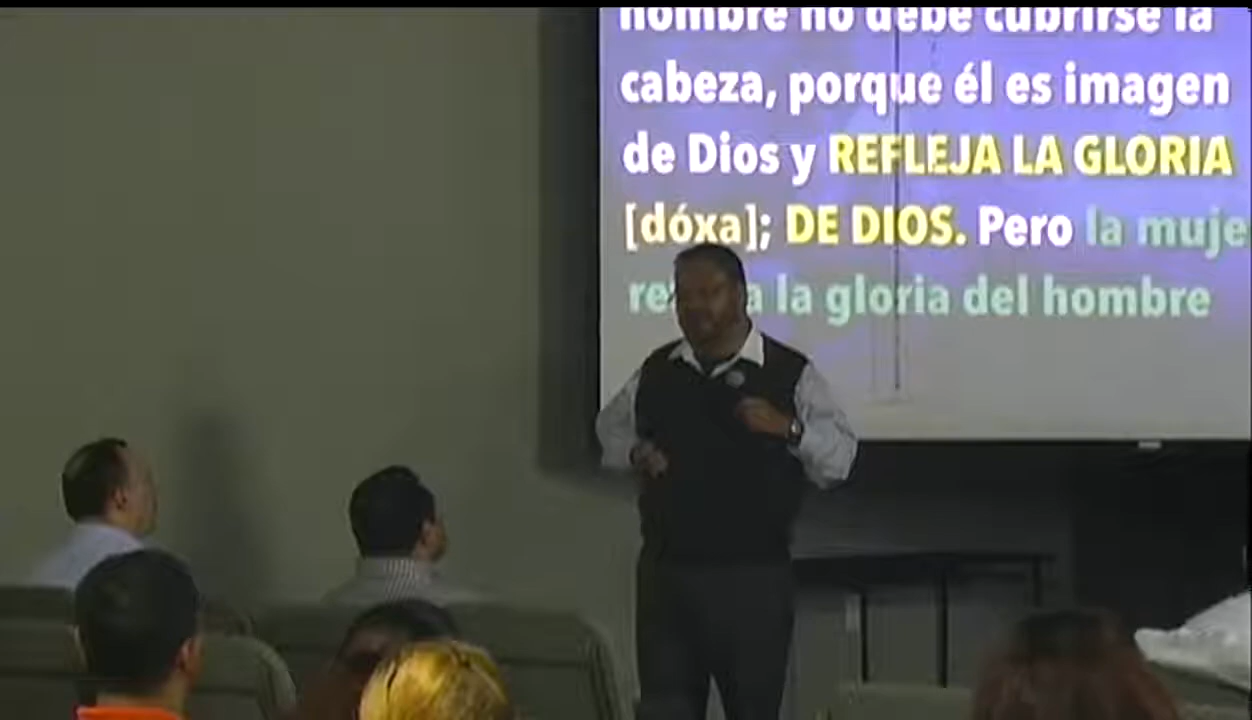 hombre no debe cubrirse la
cabeza, porque él es imagen
de Dios y REFLEJA LA GLORIA
[dóxa]; DE DIOS. Pero la muje
la gloria del hombre